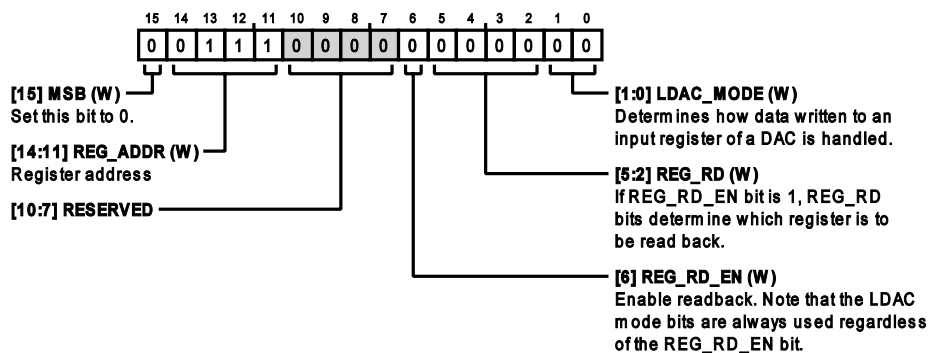 15 14 13 12 11 10 9 8 7 6 5 4 3 2 1 0
0 0 1 1 1 0 0 0 0 0 0 0 0 0 0 0
[15] MSB (W)
Set this bit to 0.
[14:11] REG_ADDR (W)
Register address
[10:7] RESERVED
[1:0] LDAC_MODE (W)
Determines how data written to an
input register of a DAC is handled.
[5:2] REG_RD (W)
If REG_RD_EN bit is 1, REG_RD
bits determine which register is to
be read back.
[6] REG_RD_EN (W)
Enable readback. Note that the LDAC
mode bits are always used regardless
of the REG_RD_EN bit.